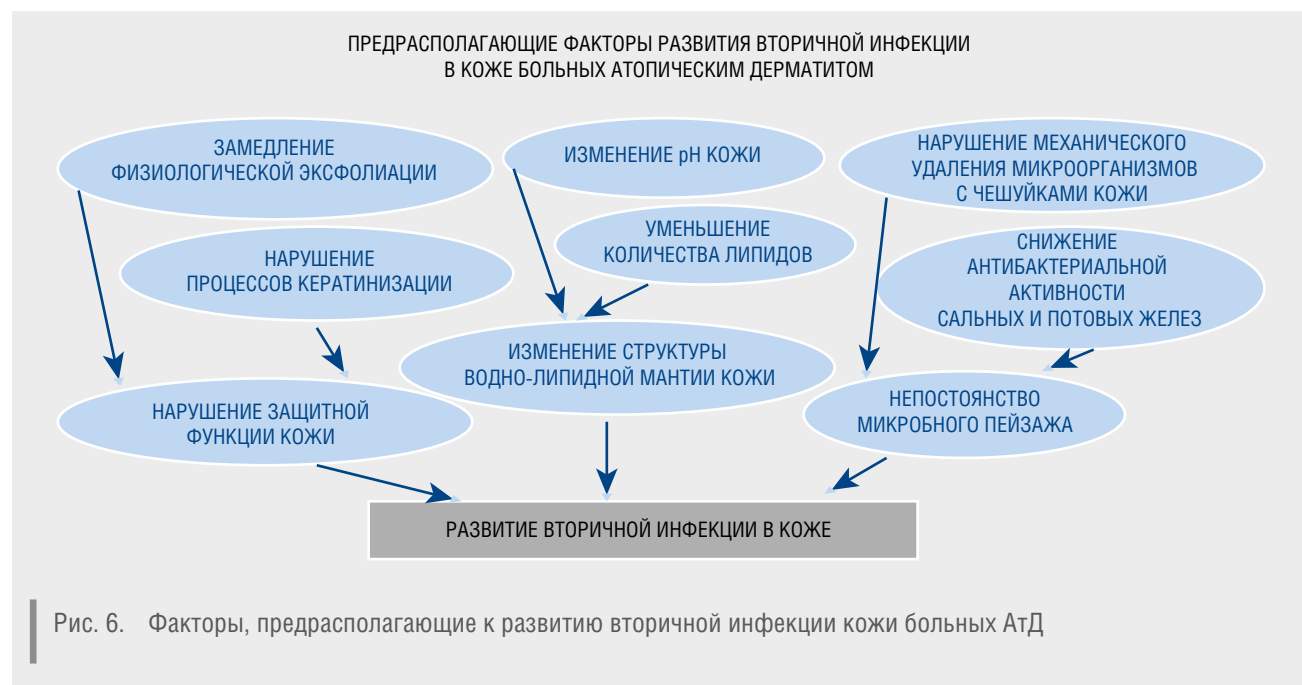 ПРЕДРАСПОЛАГАЮЩИЕ ФАКТОРЫ РАЗВИТИЯ ВТОРИЧНОЙ ИНФЕКЦИИ
В КОЖЕ БОЛЬНЫХ АТОПИЧЕСКИМ ДЕРМАТИТОМ
ЗАМЕДЛЕНИЕ
ФИЗИОЛОГИЧЕСКОЙ ЭКСФОЛИАЦИИ
ИЗМЕНЕНИЕ pH КОЖИ
НАРУШЕНИЕ МЕХАНИЧЕСКОГО
УДАЛЕНИЯ МИКРООРГАНИЗМОВ
С ЧЕШУЙКАМИ КОЖИ
НАРУШЕНИЕ
ПРОЦЕССОВ КЕРАТИНИЗАЦИИ
УМЕНЬШЕНИЕ
КОЛИЧЕСТВА ЛИПИДОВ
СНИЖЕНИЕ
АНТИБАКТЕРИАЛЬНОЙ
АКТИВНОСТИ
САЛЬНЫХ И ПОТОВЫХ ЖЕЛЕЗ
НАРУШЕНИЕ ЗАЩИТНОЙ
ФУНКЦИИ КОЖИ
ИЗМЕНЕНИЕ СТРУКТУРЫ
ВОДНО-ЛИПИДНОЙ МАНТИИ КОЖИ
НЕПОСТОЯНСТВО
МИКРОБНОГО ПЕЙЗАЖА
РАЗВИТИЕ ВТОРИЧНОЙ ИНФЕКЦИИ В КОЖЕ
Рис. 6. Факторы, предрасполагающие к развитию вторичной инфекции кожи больных АтД